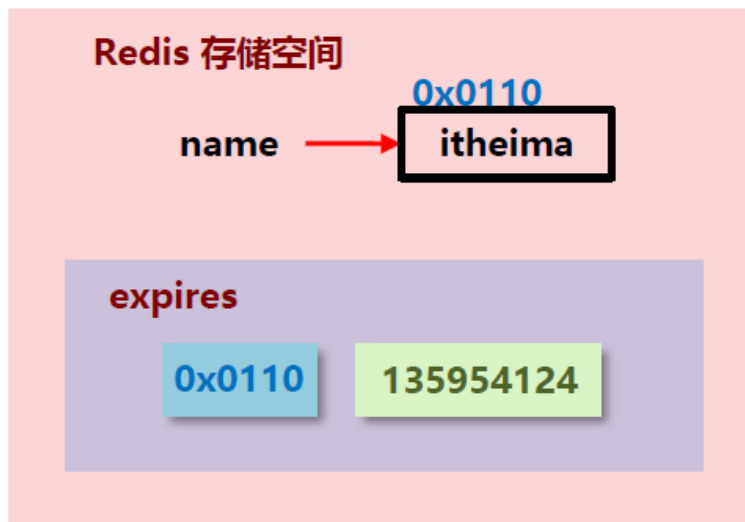 Redis 存储空间
0x0110
name
itheima
expires
0x0110
135954124